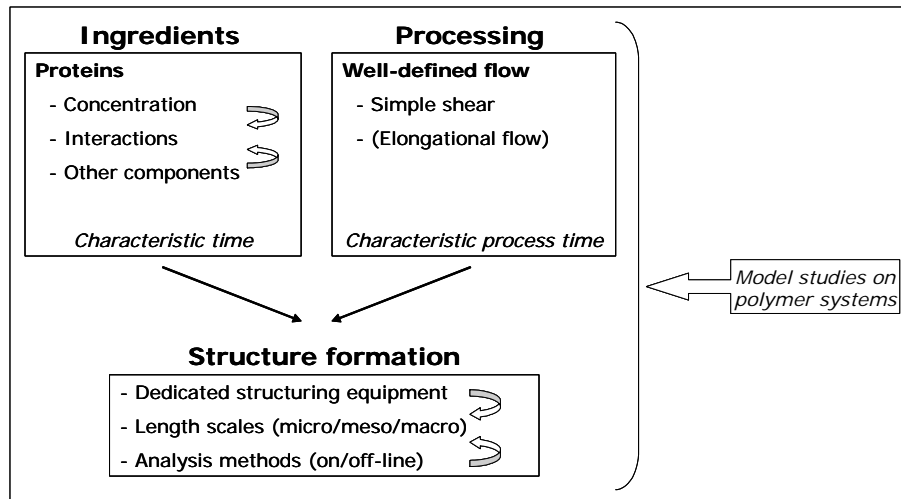 Ingredients
Proteins
- Concentration
- Interactions
- Other components
Characteristic time
Processing
Well-defined flow
- Simple shear
- (Elongational flow)
Characteristic process time
Structure formation
- Dedicated structuring equipment
- Length scales (micro/meso/macro)
- Analysis methods (on/off-line)
Model studies on
polymer systems